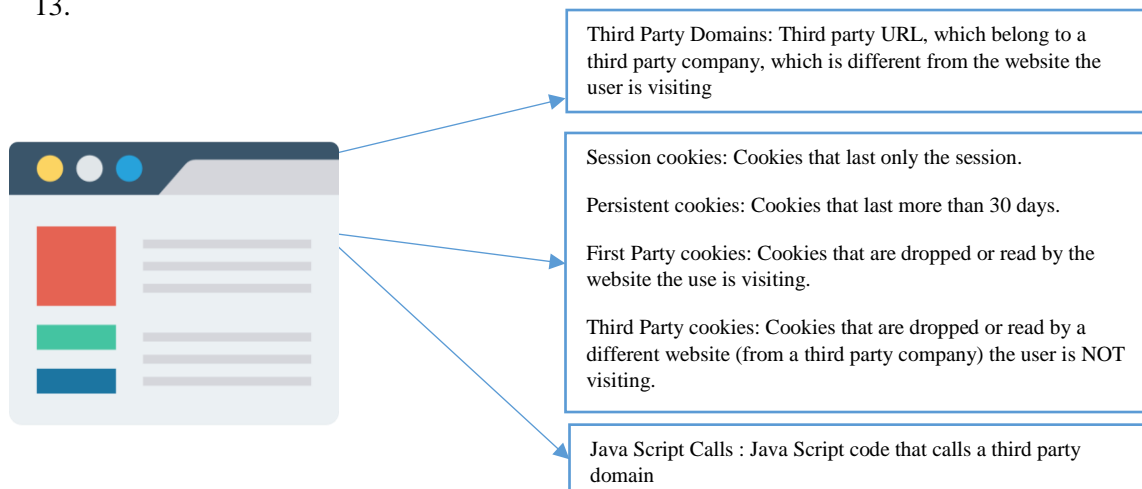 13.
Third Party Domains: Third party URL, which belong to a
third party company, which is different from the website the
user is visiting
Session cookies: Cookies that last only the session.
Persistent cookies: Cookies that last more than 30 days.
First Party cookies: Cookies that are dropped or read by the
website the use is visiting.
Third Party cookies: Cookies that are dropped or read by a
different website (from a third party company) the user is NOT
visiting.
Java Script Calls : Java Script code that calls a third party
domain